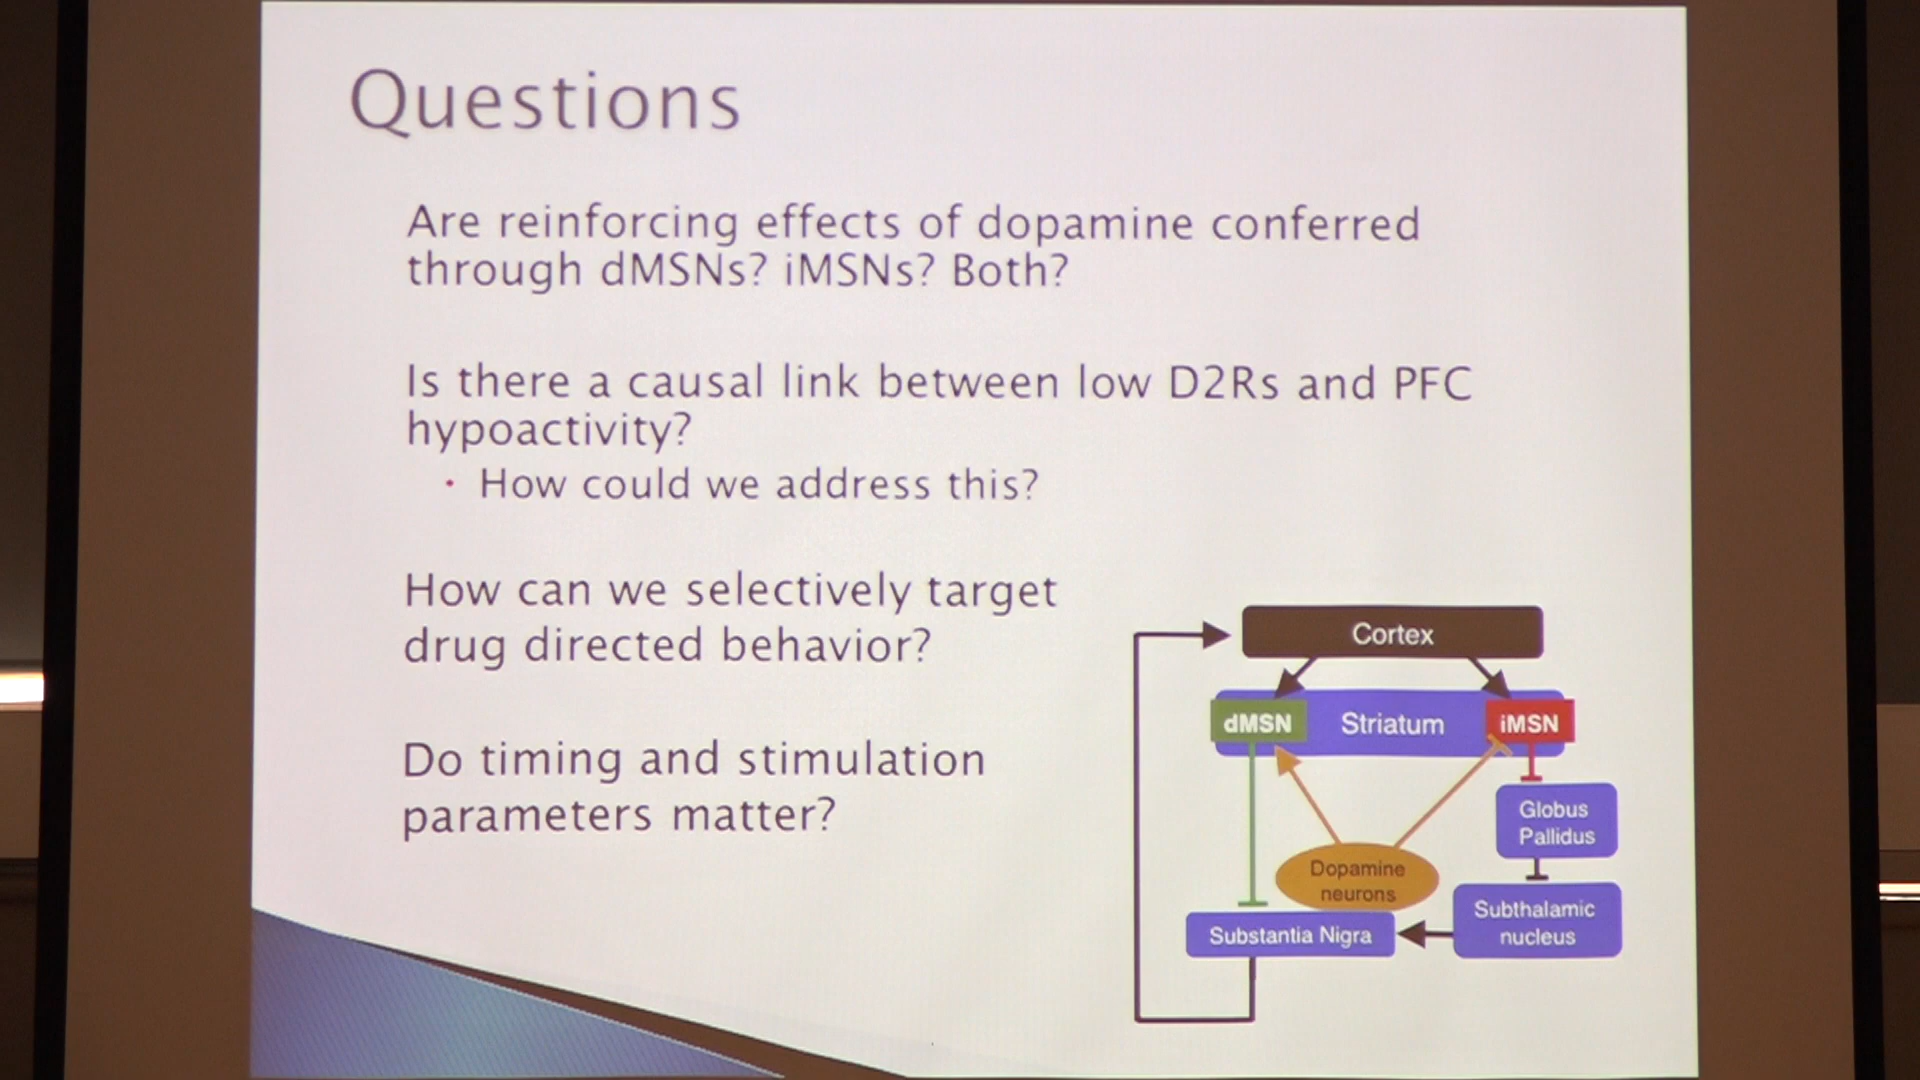 Questions
Are reinforcing effects of dopamine conferred
through dMSNs? iMSNs? Both?
Is there a causal link between low D2Rs and PFC
hypoactivity?
· How could we address this?
How can we selectively target
drug directed behavior?
Do timing and stimulation
parameters matter?
Cortex
dMSN
Striatum
iMSN
Globus
Pallidus
Dopamine
neurons
Subthalamic
nucleus
Substantia Nigra